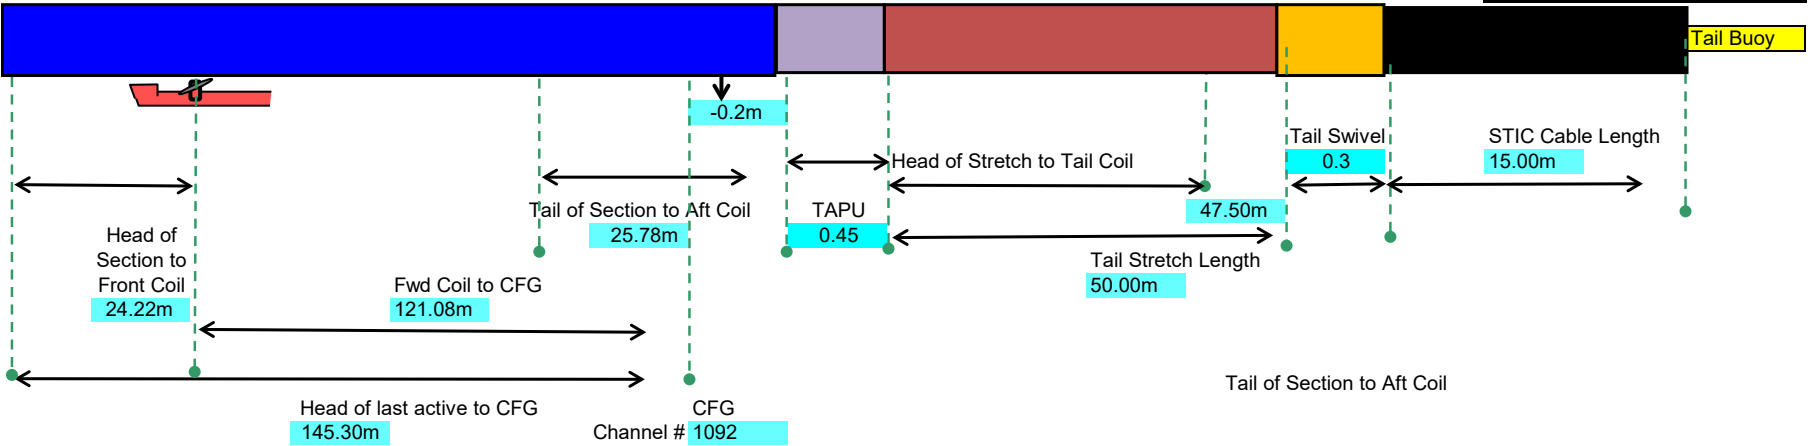 Tail Buoy
-0.2m
Tail Swivel
0.3
STIC Cable Length
15.00m
Head of Stretch to Tail Coil
47.50m
Tail of Section to Aft Coil
25.78m
TAPU
0.45
Head of
Section to
Front Coil
24.22m
Fwd Coil to CFG
121.08m
Tail Stretch Length
50.00m
Tail of Section to Aft Coil
Head of last active to CFG
145.30m
CFG
Channel # 1092